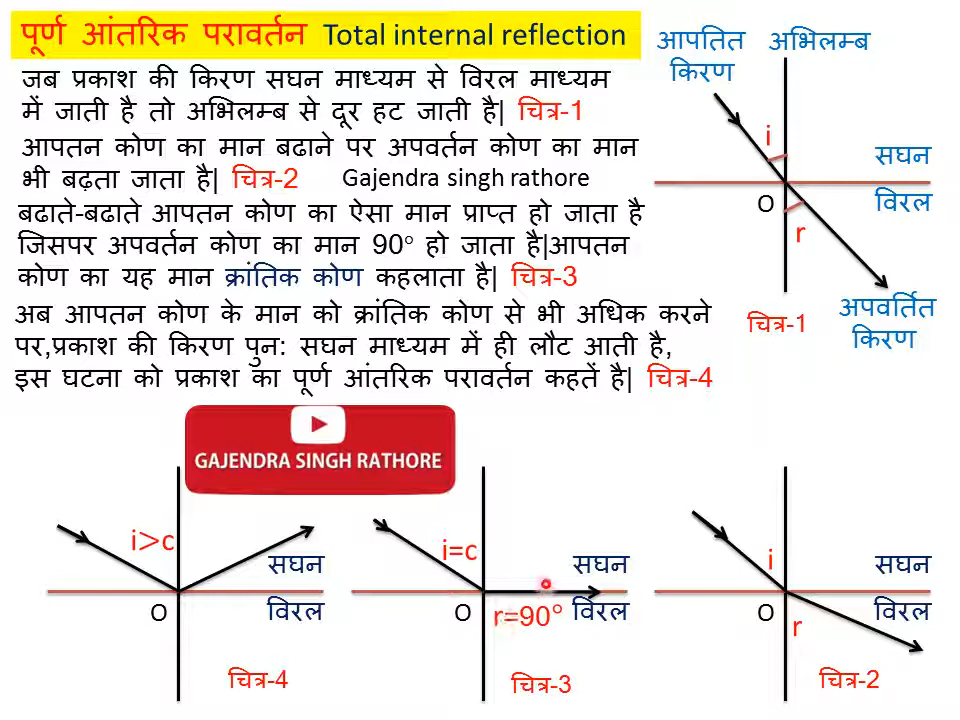 पूर्ण आंतरिक परावर्तन Total internal reflection
जब प्रकाश की किरण सघन माध्यम से विरल माध्यम
में जाती है तो अभिलम्ब से दूर हट जाती है| चित्र-1
आपतन कोण का मान बढाने पर अपवर्तन कोण का मान
भी बढ़ता जाता है| चित्र-2 Gajendra singh rathore
बढाते-बढाते आपतन कोण का ऐसा मान प्राप्त हो जाता है
जिसपर अपवर्तन कोण का मान 90° हो जाता है|आपतन
कोण का यह मान क्रांतिक कोण कहलाता है| चित्र-3
अब आपतन कोण के मान को क्रांतिक कोण से भी अधिक करने
पर,प्रकाश की किरण पुन: सघन माध्यम में ही लौट आती है,
इस घटना को प्रकाश का पूर्ण आंतरिक परावर्तन कहतें है| चित्र-4
आपतित
किरण
अभिलम्ब
i
सघन
O
विरल
r
चित्र-1
अपवर्तित
किरण
GAJENDRA SINGH RATHORE
i>c
सघन
O
विरल
चित्र-4
i=c
सघन
O
r=90°
विरल
चित्र-3
i
सघन
O
विरल
r
चित्र-2